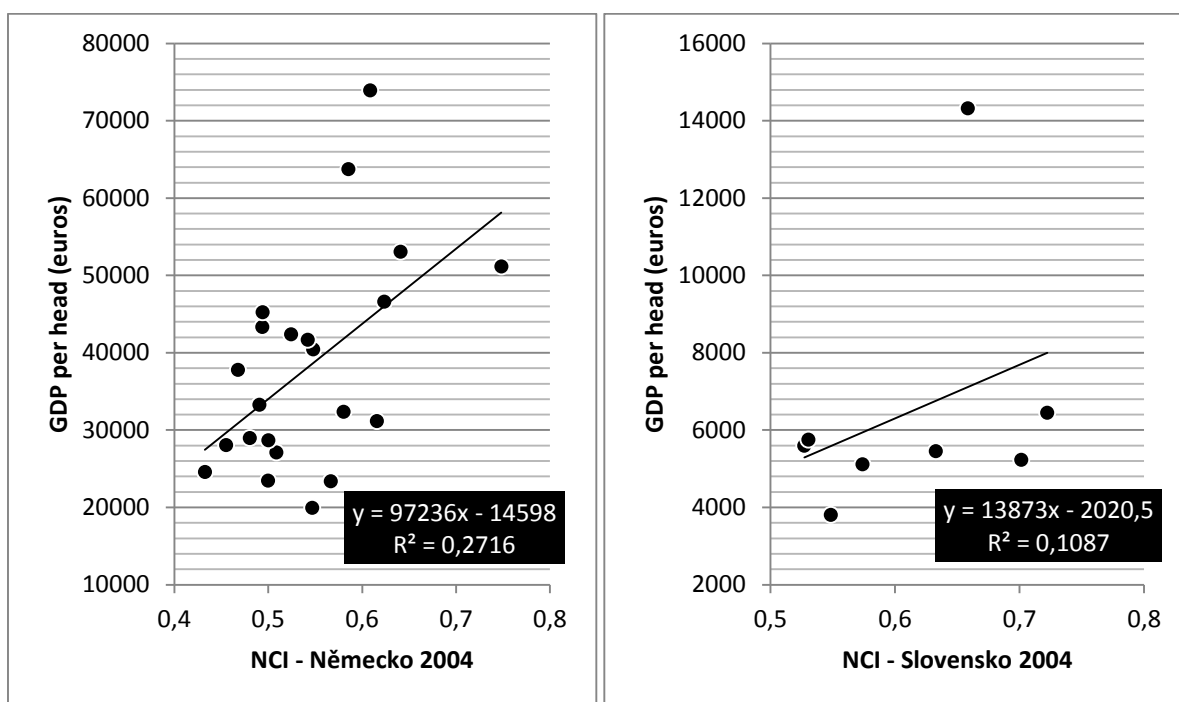 80000
70000
60000
50000
40000
30000
20000
10000
GDP per head (euros)
y = 97236x - 14598
R² = 0,2716
0,4 0,5 0,6 0,7 0,8
NCI - Německo 2004
16000
14000
12000
10000
8000
6000
4000
2000
GDP per head (euros)
y = 13873x - 2020,5
R² = 0,1087
0,5 0,6 0,7 0,8
NCI - Slovensko 2004